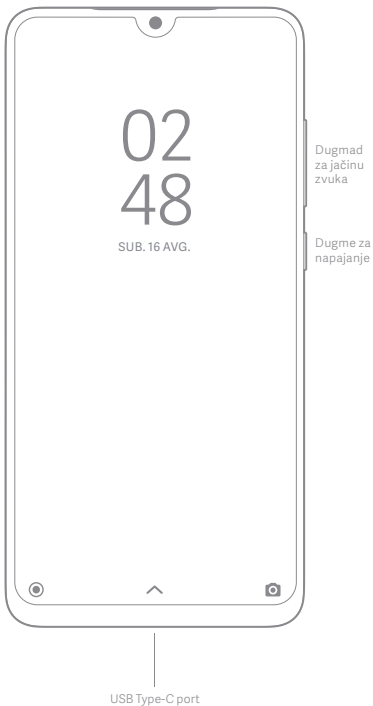 02
48
SUB. 16 AVG.
Dugmad
za jačinu
zvuka
Dugme za
napajanje
USB Type-C port